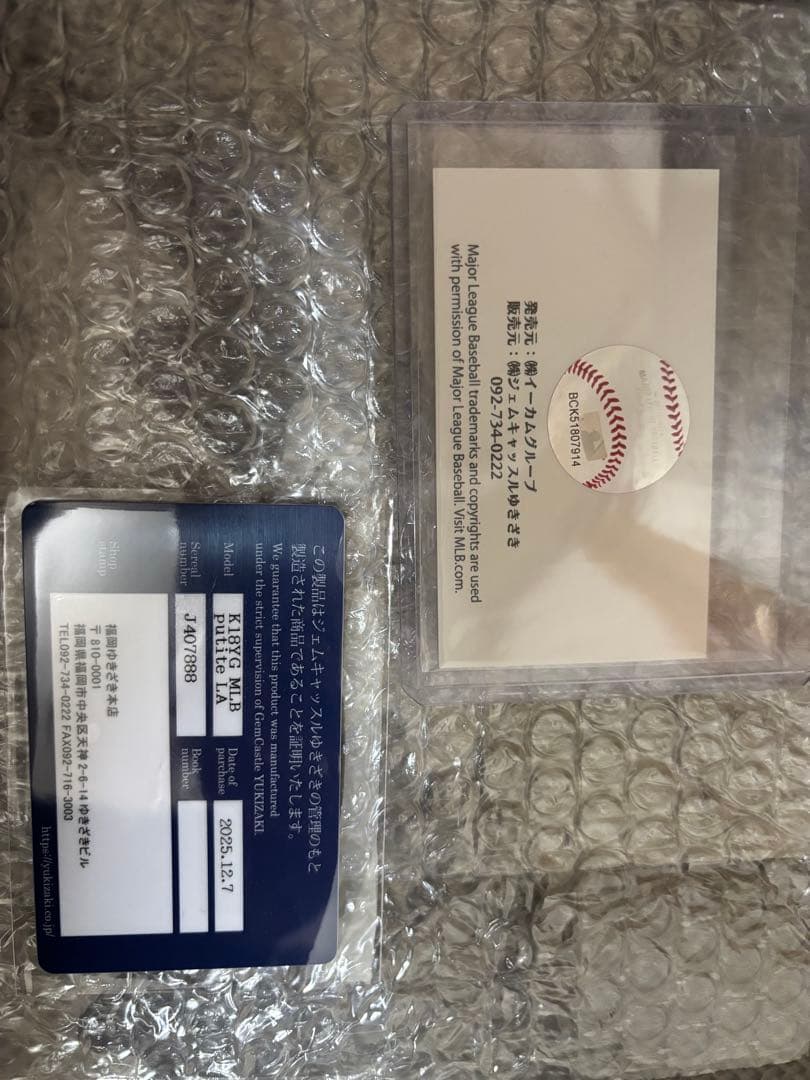 発売元：㈱イーカムグループ
販売元：㈱ジェムキャッスルゆきざき
092-734-0222
Major League Baseball trademarks and copyrights are used
with permission of Major League Baseball. Visit MLB.com.
BCK51807914
この製品はジェムキャッスルゆきざきの管理のもと
製造された商品であることを証明いたします。
We guarantee that this product was manufactured
under the strict supervision of GemCastle YUKIZAKI.
Model
K18YG MLB
putite LA
Date of
purchase
2025.12.7
Sereal
number
J407888
Book
number
Shop
stamp
福岡ゆきざき本店
〒810-0001
福岡県福岡市中央区天神 2-6-14 ゆきざきビル
TEL092-734-0222 FAX092-716-3003
https://yukizaki.co.jp/